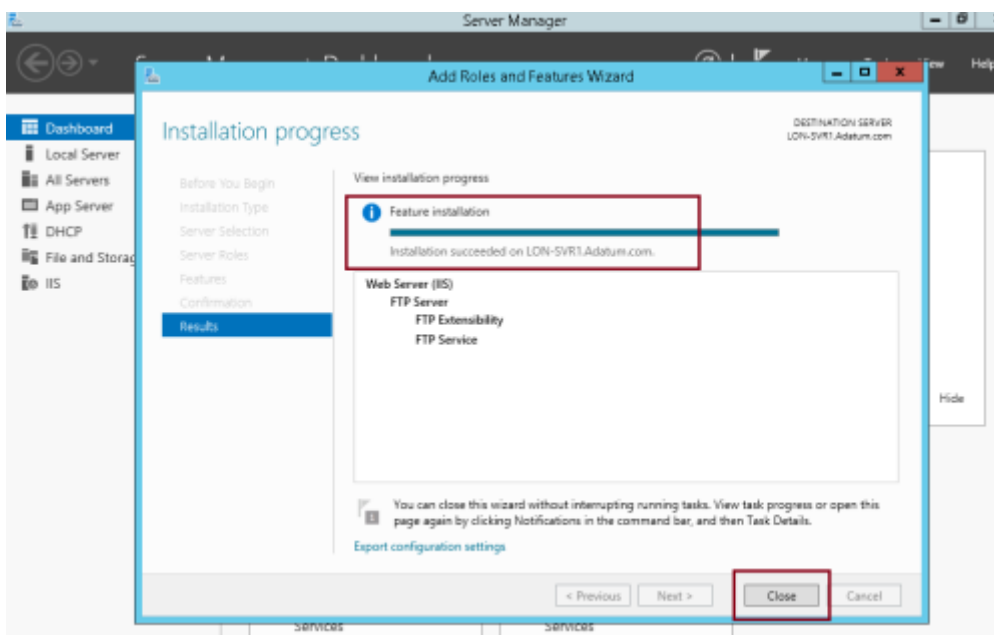 Server Manager
Add Roles and Features Wizard
Help
Dashboard
Local Server
All Servers
App Server
DHCP
File and Storag
IIS
Installation progress
DESTINATION SERVER
LON-SVR1.Adatum.com
Before You Begin
Installation Type
Server Selection
Server Roles
Features
Confirmation
Results
View installation progress
Feature installation
Installation succeeded on LON-SVR1.Adatum.com.
Web Server (IIS)
FTP Server
FTP Extensibility
FTP Service
Hide
You can close this wizard without interrupting running tasks. View task progress or open this
page again by clicking Notifications in the command bar, and then Task Details.
Export configuration settings
< Previous
Next >
Close
Cancel
Services
Services